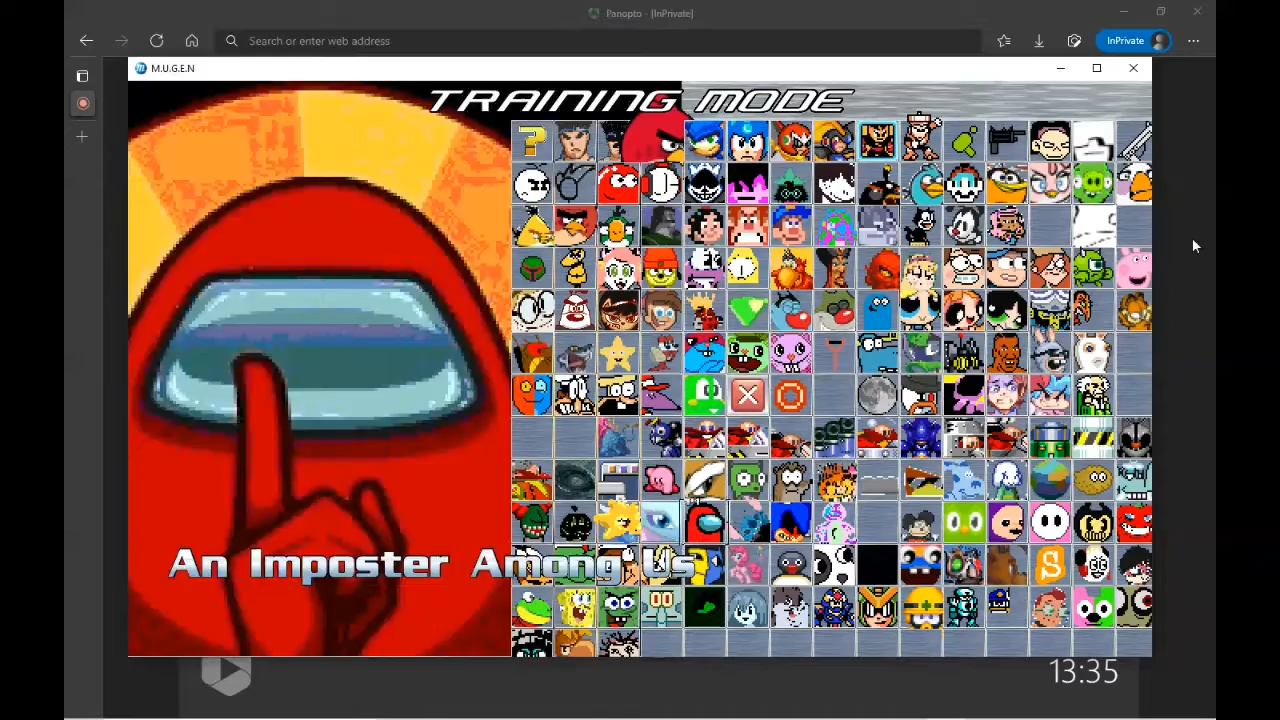 Panopto - [InPrivate]
Search or enter web address
InPrivate
M.U.G.E.N
TRAINING MODE
An Imposter Among Us
13:35